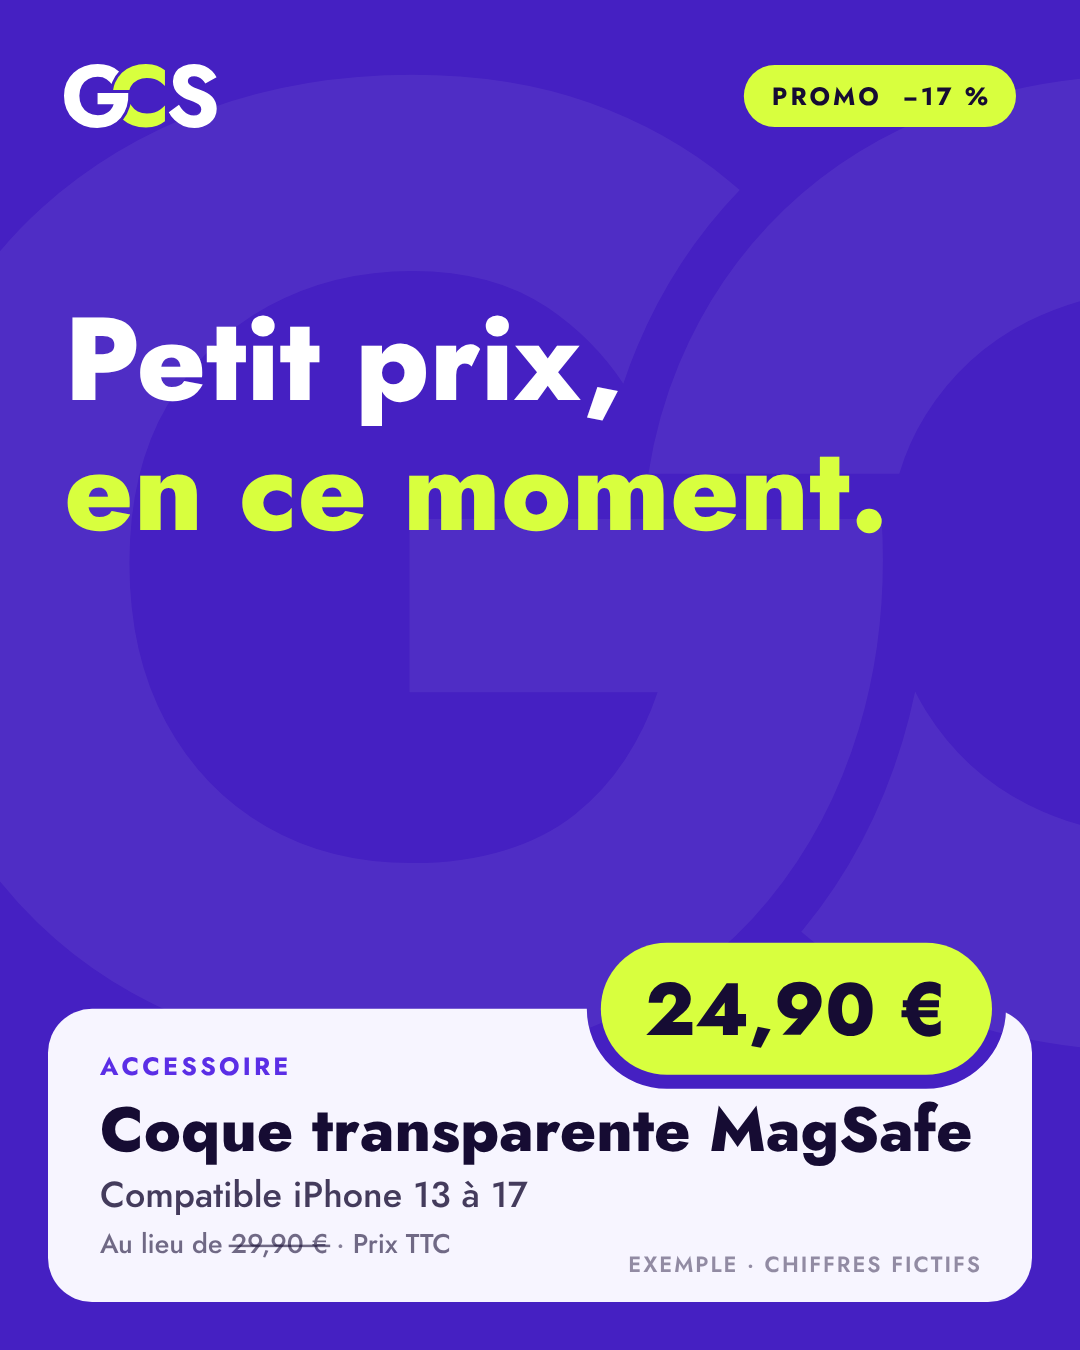 GCS
PROMO −17 %
Petit prix,
en ce moment.
24,90 €
ACCESSOIRE
Coque transparente MagSafe
Compatible iPhone 13 à 17
Au lieu de 29,90 € · Prix TTC
EXEMPLE · CHIFFRES FICTIFS